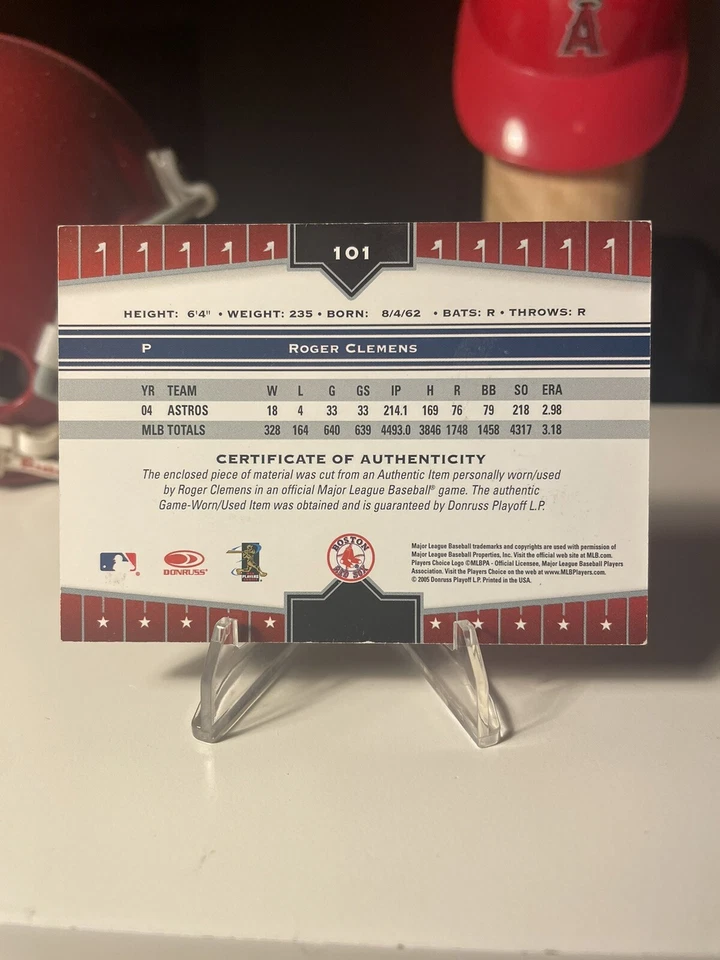 A
101
HEIGHT: 6'4" • WEIGHT: 235 • BORN: 8/4/62 • BATS: R • THROWS: R
P ROGER CLEMENS
YR TEAM W L G GS IP H R BB SO ERA
04 ASTROS 18 4 33 33 214.1 169 76 79 218 2.98
MLB TOTALS 328 164 640 639 4493.0 3846 1748 1458 4317 3.18
CERTIFICATE OF AUTHENTICITY
The enclosed piece of material was cut from an Authentic Item personally worn/used
by Roger Clemens in an official Major League Baseball® game. The authentic
Game-Worn/Used Item was obtained and is guaranteed by Donruss Playoff L.P.
DONRUSS
PLAYERS
BOSTON
RED SOX
Major League Baseball trademarks and copyrights are used with permission of
Major League Baseball Properties, Inc. Visit the official web site at MLB.com.
Players Choice Logo ©MLBPA - Official Licensee, Major League Baseball Players
Association. Visit the Players Choice on the web at www.MLBPlayers.com.
© 2005 Donruss Playoff L.P. Printed in the USA.